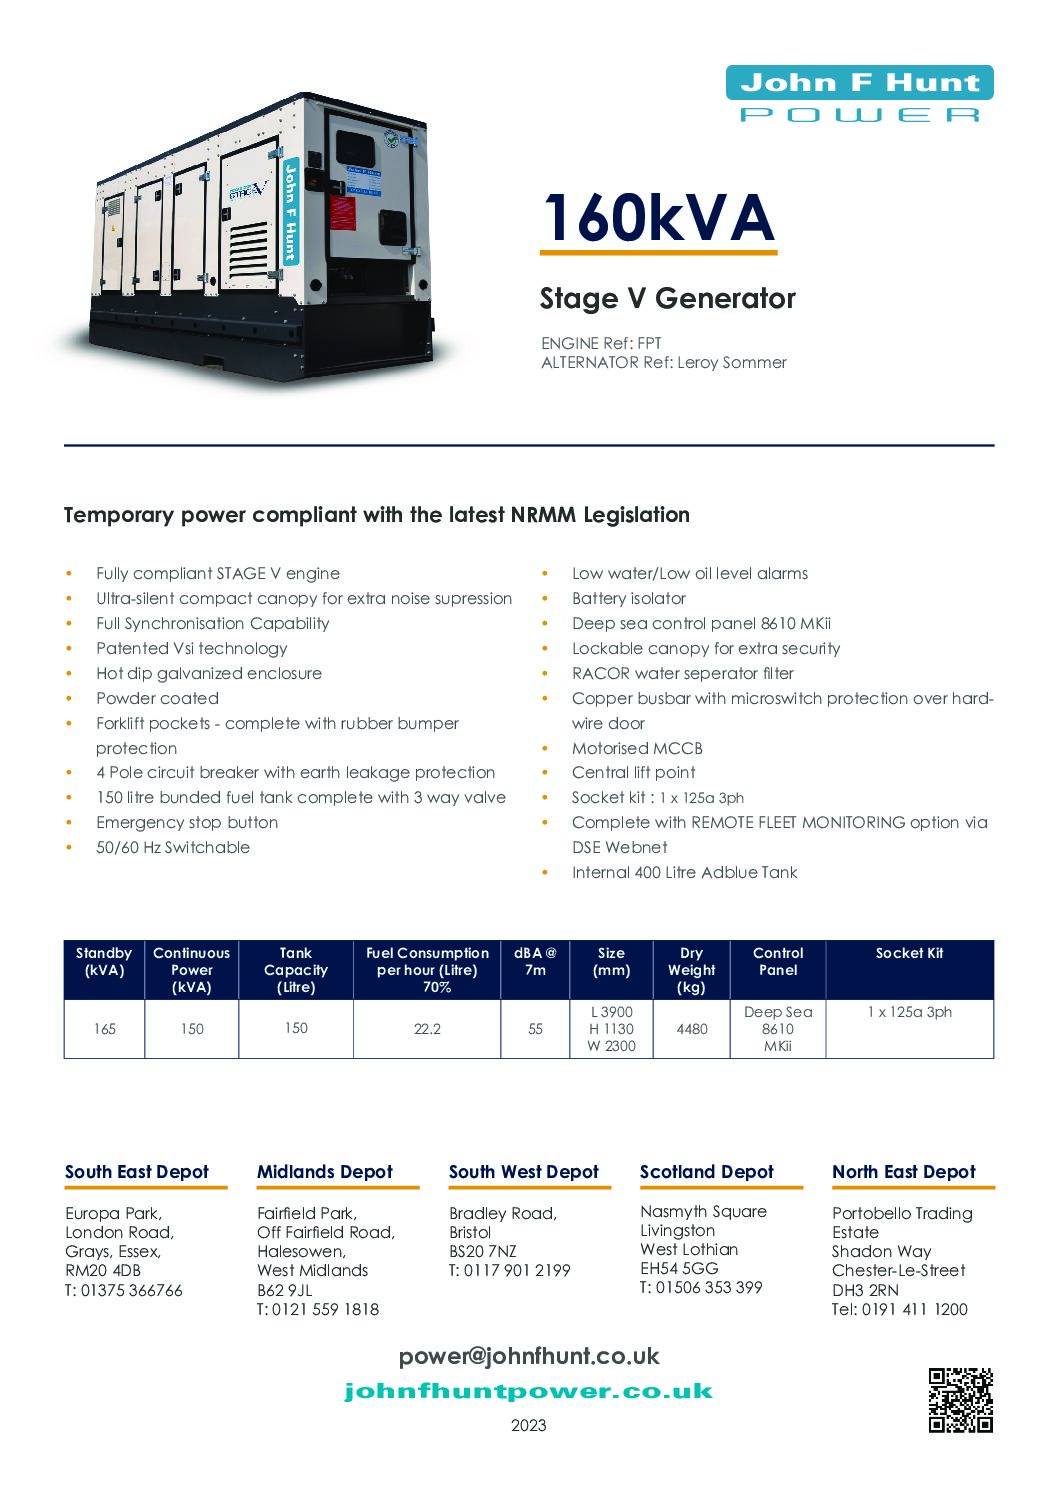 John F Hunt
POWER
STAGE V
John F Hunt
John F Hunt
160kVA
Stage V Generator
ENGINE Ref: FPT
ALTERNATOR Ref: Leroy Sommer
Temporary power compliant with the latest NRMM Legislation
• Fully compliant STAGE V engine
• Ultra-silent compact canopy for extra noise supression
• Full Synchronisation Capability
• Patented Vsi technology
• Hot dip galvanized enclosure
• Powder coated
• Forklift pockets - complete with rubber bumper
protection
• 4 Pole circuit breaker with earth leakage protection
• 150 litre bunded fuel tank complete with 3 way valve
• Emergency stop button
• 50/60 Hz Switchable
• Low water/Low oil level alarms
• Battery isolator
• Deep sea control panel 8610 MKii
• Lockable canopy for extra security
• RACOR water seperator filter
• Copper busbar with microswitch protection over hard-
wire door
• Motorised MCCB
• Central lift point
• Socket kit : 1 x 125a 3ph
• Complete with REMOTE FLEET MONITORING option via
DSE Webnet
• Internal 400 Litre Adblue Tank
Standby
(kVA)
Continuous
Power
(kVA)
Tank
Capacity
(Litre)
Fuel Consumption
per hour (Litre)
70%
dBA @
7m
Size
(mm)
Dry
Weight
(kg)
Control
Panel
Socket Kit
165
150
150
22.2
55
L 3900
H 1130
W 2300
4480
Deep Sea
8610
MKii
1 x 125a 3ph
South East Depot
Europa Park,
London Road,
Grays, Essex,
RM20 4DB
T: 01375 366766
Midlands Depot
Fairfield Park,
Off Fairfield Road,
Halesowen,
West Midlands
B62 9JL
T: 0121 559 1818
South West Depot
Bradley Road,
Bristol
BS20 7NZ
T: 0117 901 2199
Scotland Depot
Nasmyth Square
Livingston
West Lothian
EH54 5GG
T: 01506 353 399
North East Depot
Portobello Trading
Estate
Shadon Way
Chester-Le-Street
DH3 2RN
Tel: 0191 411 1200
power@johnfhunt.co.uk
johnfhuntpower.co.uk
2023